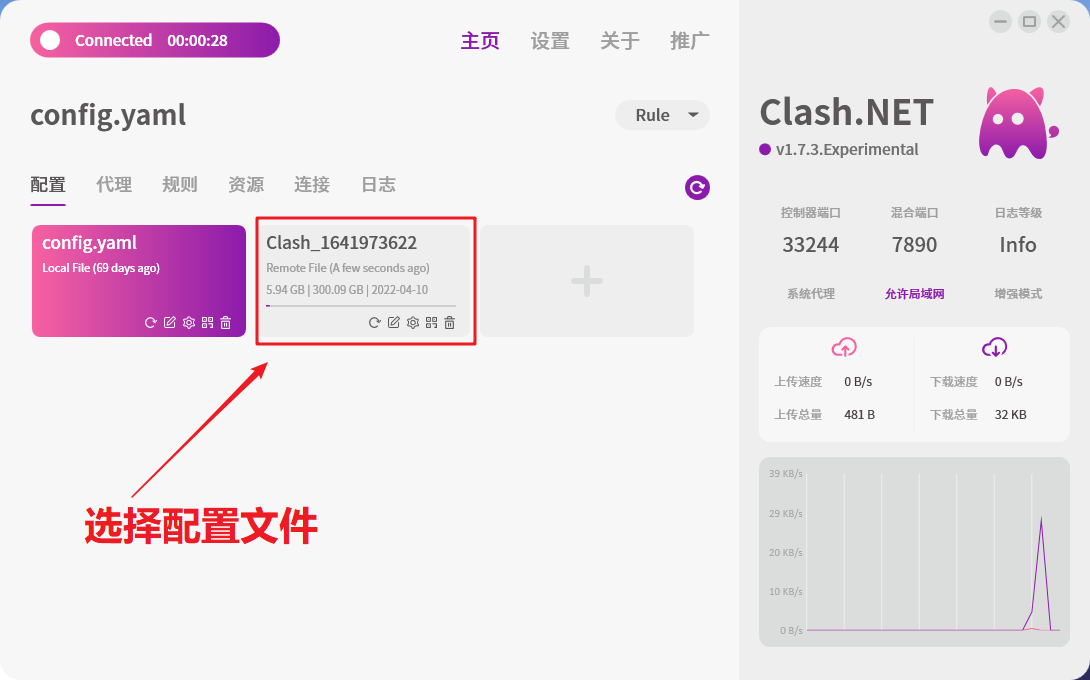 Connected 00:00:28
主页 设置 关于 推广
config.yaml
Rule
配置 代理 规则 资源 连接 日志
config.yaml
Local File (69 days ago)
Clash_1641973622
Remote File (A few seconds ago)
5.94 GB | 300.09 GB | 2022-04-10
选择配置文件
Clash.NET
v1.7.3.Experimental
控制器端口 混合端口 日志等级
33244 7890 Info
系统代理 允许局域网 增强模式
上传速度 0 B/s
上传总量 481 B
下载速度 0 B/s
下载总量 32 KB
39 KB/s
29 KB/s
20 KB/s
10 KB/s
0 B/s